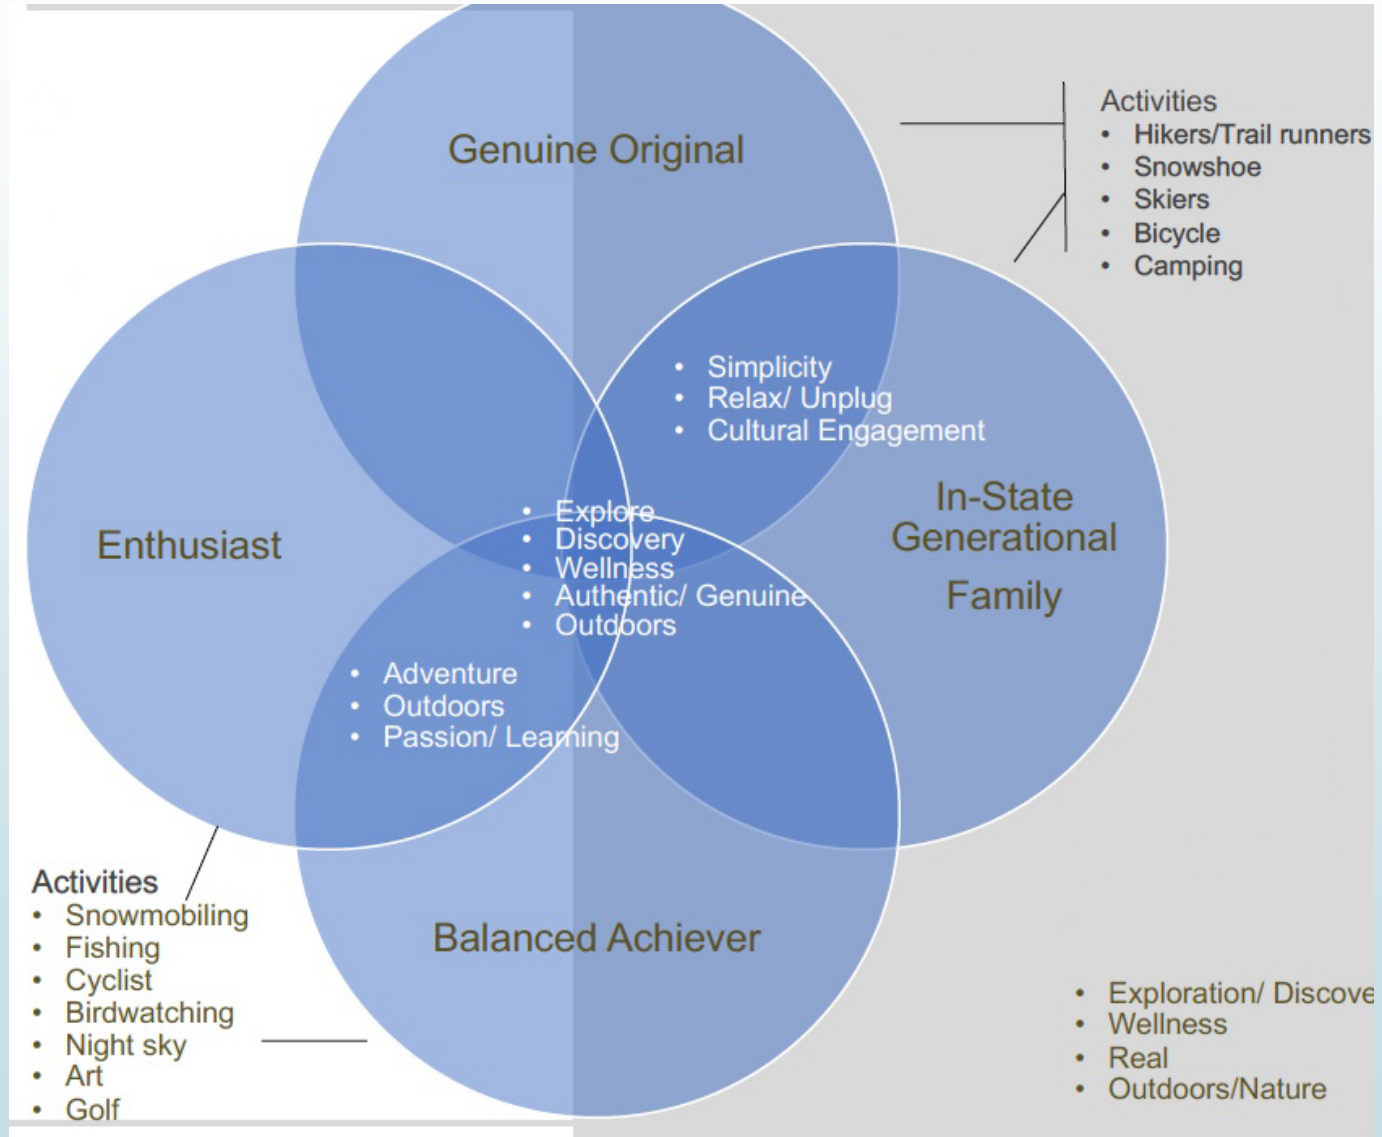 Genuine Original
Activities
• Hikers/Trail runners
• Snowshoe
• Skiers
• Bicycle
• Camping
• Simplicity
• Relax/ Unplug
• Cultural Engagement
In-State
Generational
Family
Enthusiast
• Explore
• Discovery
• Wellness
• Authentic/ Genuine
• Outdoors
• Adventure
• Outdoors
• Passion/ Learning
Balanced Achiever
Activities
• Snowmobiling
• Fishing
• Cyclist
• Birdwatching
• Night sky
• Art
• Golf
• Exploration/ Discove
• Wellness
• Real
• Outdoors/Nature